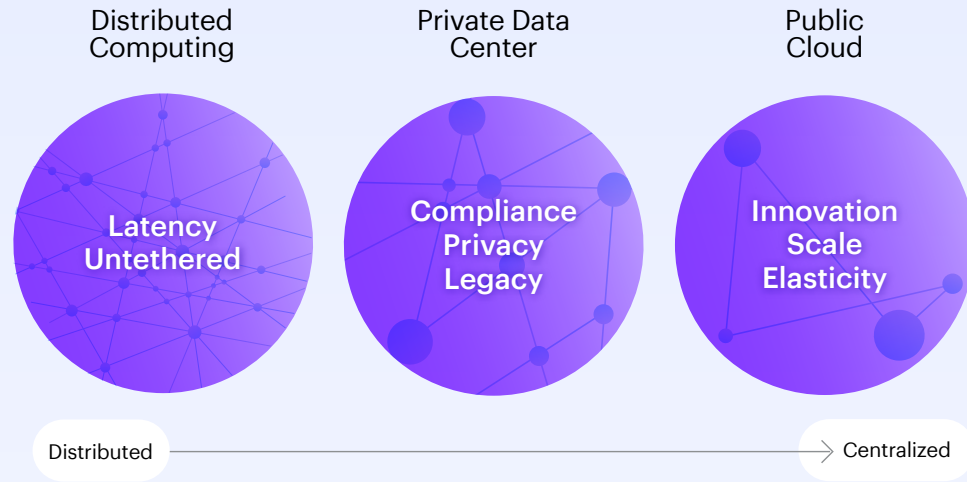 Distributed
Computing
Private Data
Center
Public
Cloud
Latency
Untethered
Compliance
Privacy
Legacy
Innovation
Scale
Elasticity
Distributed
Centralized